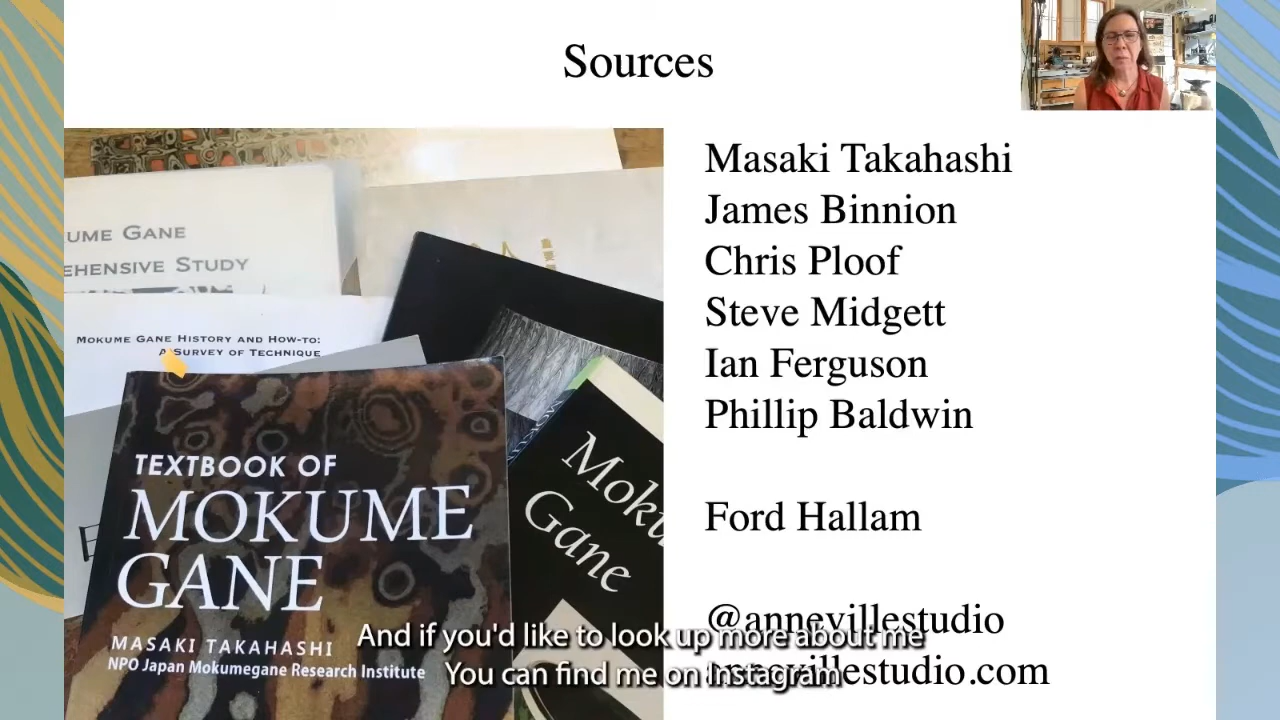 Sources
Masaki Takahashi
James Binnion
Chris Ploof
Steve Midgett
Ian Ferguson
Phillip Baldwin
Ford Hallam
@annevillestudio
annevillestudio.com
UME GANE
EHENSIVE STUDY
MOKUME GANE HISTORY AND HOW-TO:
A SURVEY OF TECHNIQUE
TEXTBOOK OF
MOKUME
GANE
MASAKI TAKAHASHI
NPO Japan Mokumegane Research Institute
Moku
Gane
And if you'd like to look up more about me
You can find me on Instagram